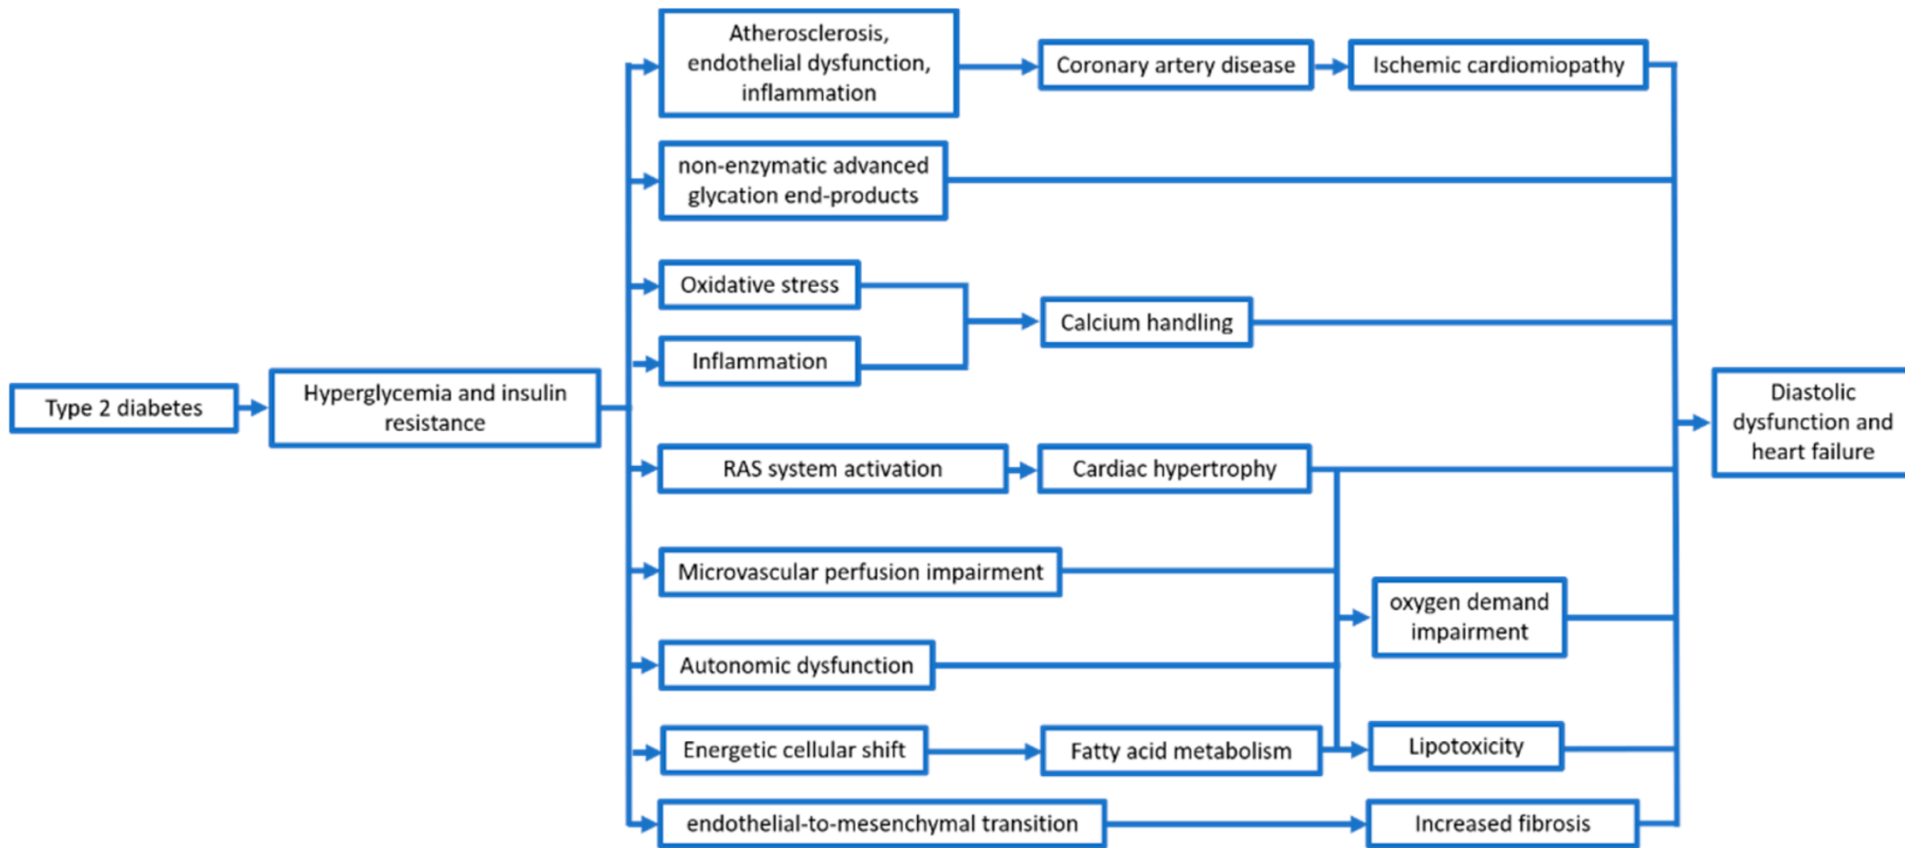 Atherosclerosis,
endothelial dysfunction,
inflammation
Coronary artery disease
Ischemic cardiomiopathy
non-enzymatic advanced
glycation end-products
Oxidative stress
Calcium handling
Inflammation
Type 2 diabetes
Hyperglycemia and insulin
resistance
Diastolic
dysfunction and
heart failure
RAS system activation
Cardiac hypertrophy
Microvascular perfusion impairment
oxygen demand
impairment
Autonomic dysfunction
Energetic cellular shift
Fatty acid metabolism
Lipotoxicity
endothelial-to-mesenchymal transition
Increased fibrosis